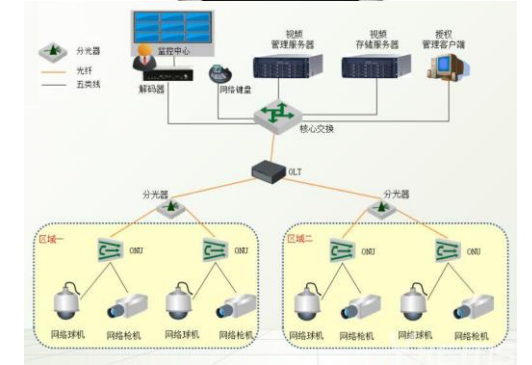 分光器
光纤
五类线
监控中心
解码器
网络键盘
视频
管理服务器
视频
存储服务器
授权
管理客户端
核心交换
OLT
分光器
分光器
区域一
ONU
ONU
区域二
ONU
ONU
网络球机
网络枪机
网络球机
网络枪机
网络球机
网络枪机
网络球机
网络枪机